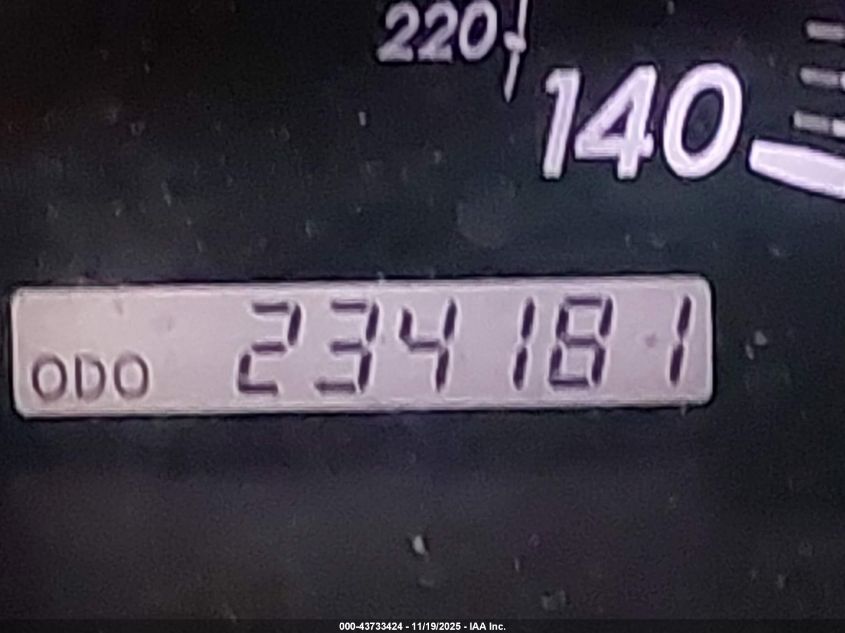 220
140
ODO 234181
000-43733424 - 11/19/2025 - IAA Inc.